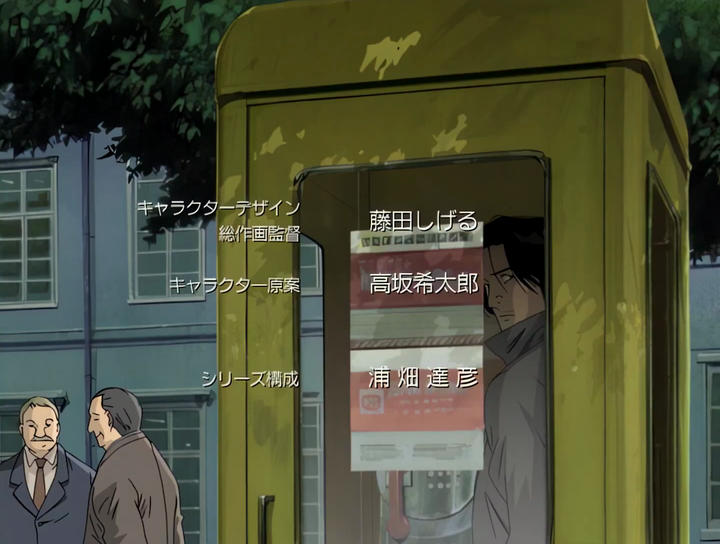 キャラクターデザイン
総作画監督
藤田しげる
キャラクター原案
高坂希太郎
シリーズ構成
浦畑達彦